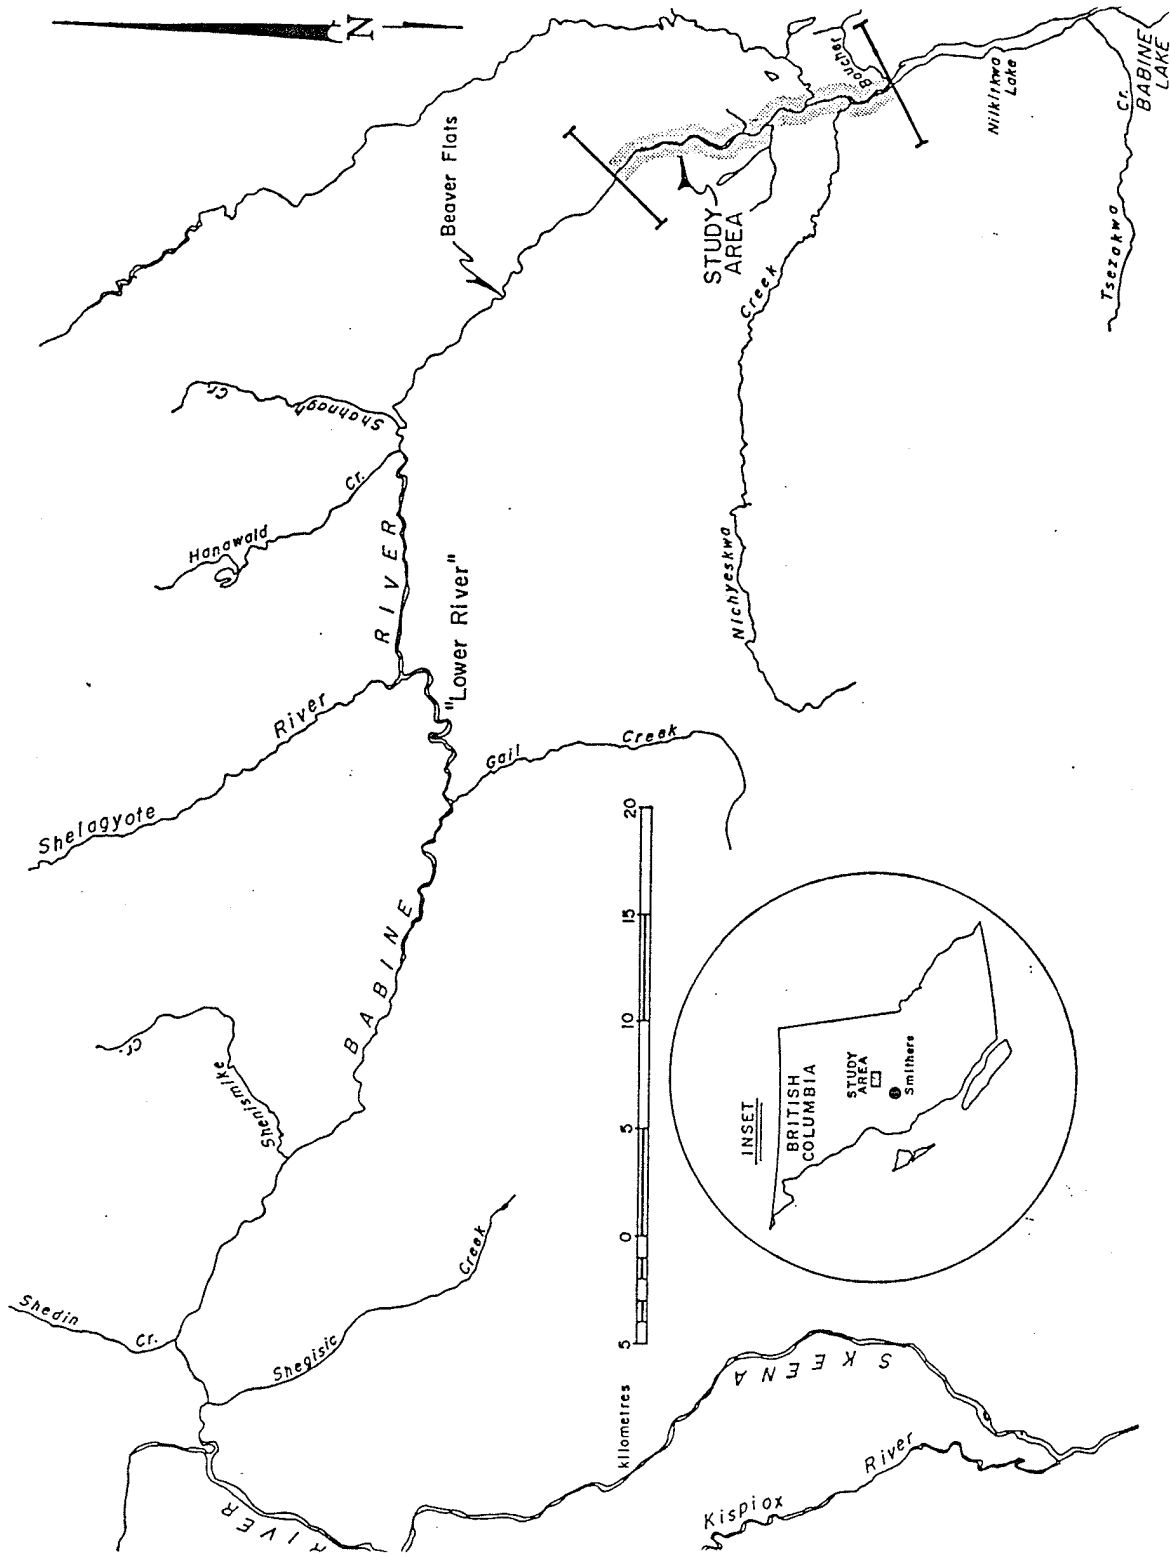 N
Beaver Flats
Boucher
Nilkitkwa
Lake
BABINE
LAKE
Tsezakwa Cr.
STUDY
AREA
Nichyeskwa Creek
Shahnagh Cr.
Hanawald Cr.
RIVER
"Lower River"
Shelagyote River
Gail Creek
BABINE
Shenismike Cr.
Shedin Cr.
Shegisic Creek
RIVER
SKEENA
Kispiox River
kilometres
5 0 5 10 15 20
INSET
BRITISH
COLUMBIA
STUDY
AREA
Smithers